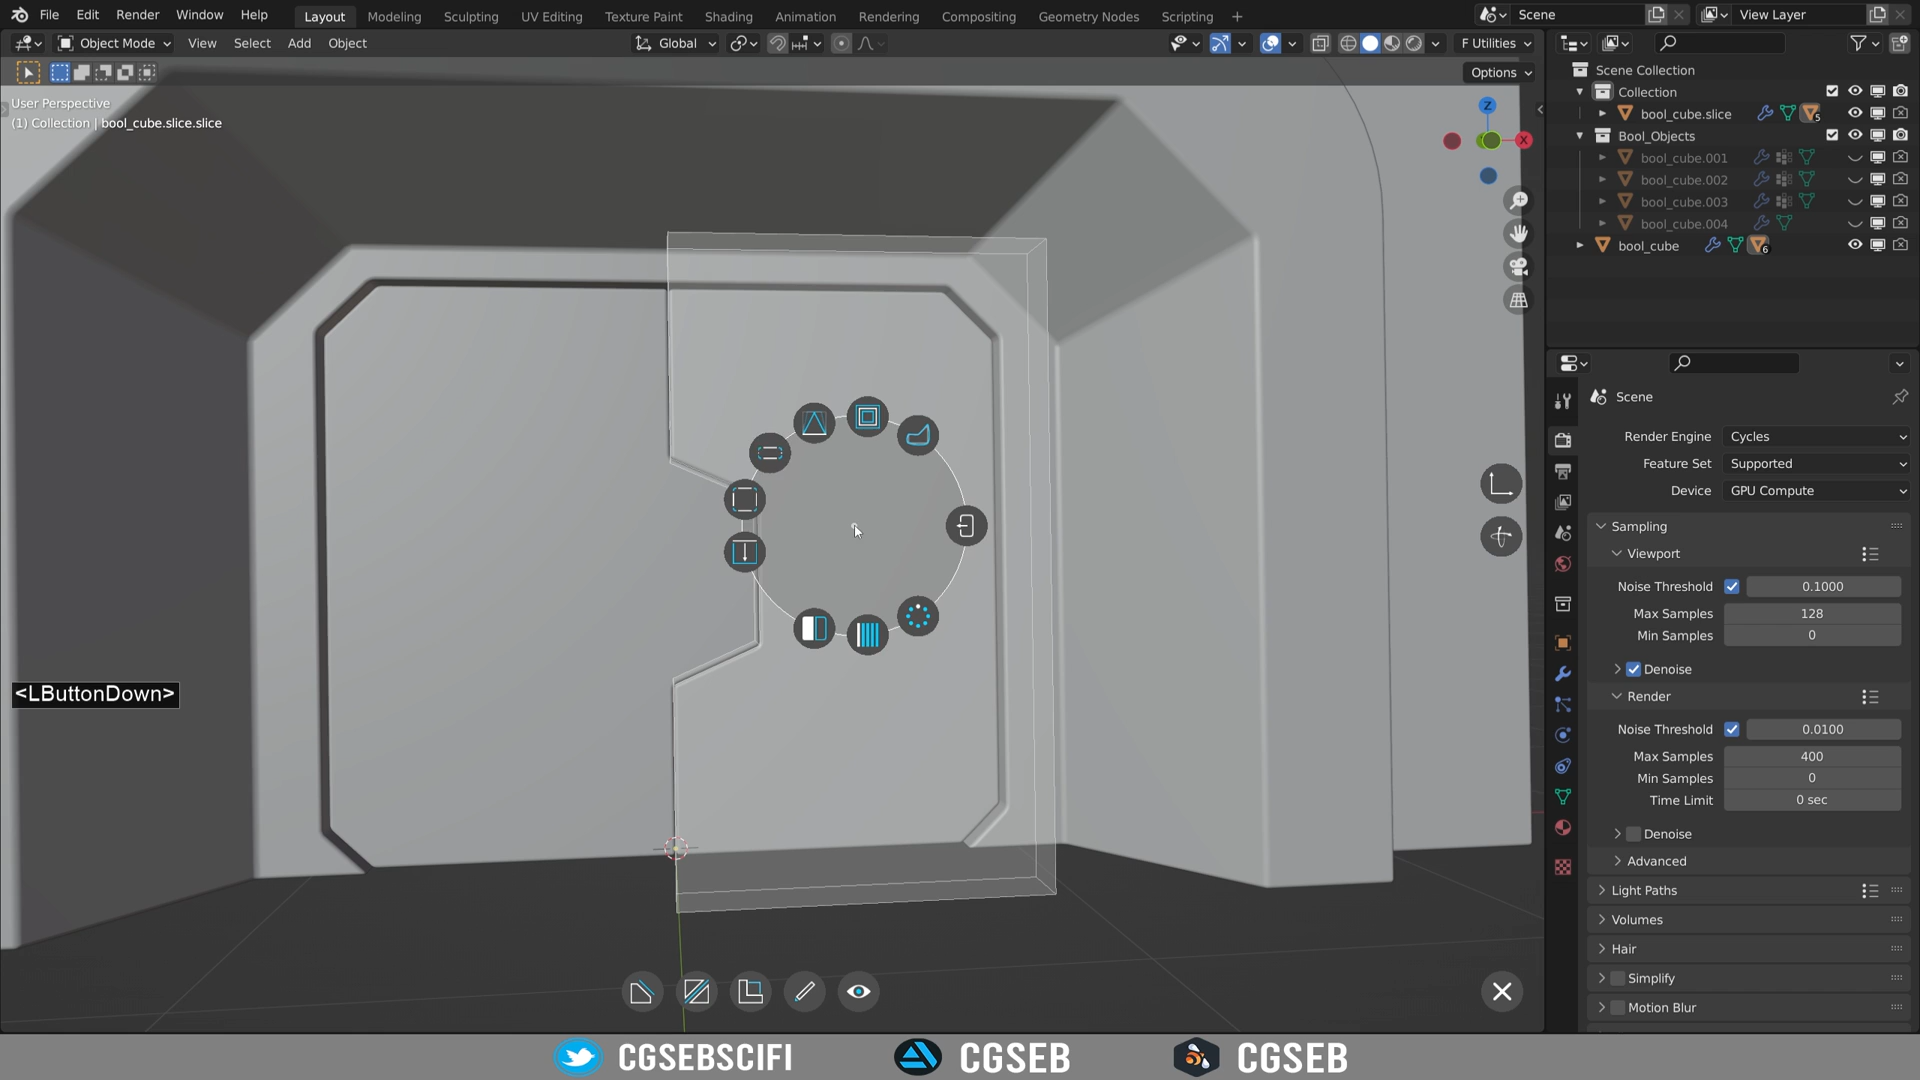 File Edit Render Window Help Layout Modeling Sculpting UV Editing Texture Paint Shading Animation Rendering Compositing Geometry Nodes Scripting + Scene View Layer
Object Mode View Select Add Object Global F Utilities
Options
User Perspective
(1) Collection | bool_cube.slice.slice
Z
X
<LButtonDown>
Scene Collection
Collection
bool_cube.slice 5
Bool_Objects
bool_cube.001
bool_cube.002
bool_cube.003
bool_cube.004
bool_cube 6
Scene
Render Engine Cycles
Feature Set Supported
Device GPU Compute
Sampling
Viewport
Noise Threshold 0.1000
Max Samples 128
Min Samples 0
Denoise
Render
Noise Threshold 0.0100
Max Samples 400
Min Samples 0
Time Limit 0 sec
Denoise
Advanced
Light Paths
Volumes
Hair
Simplify
Motion Blur
CGSEBSCIFI CGSEB CGSEB